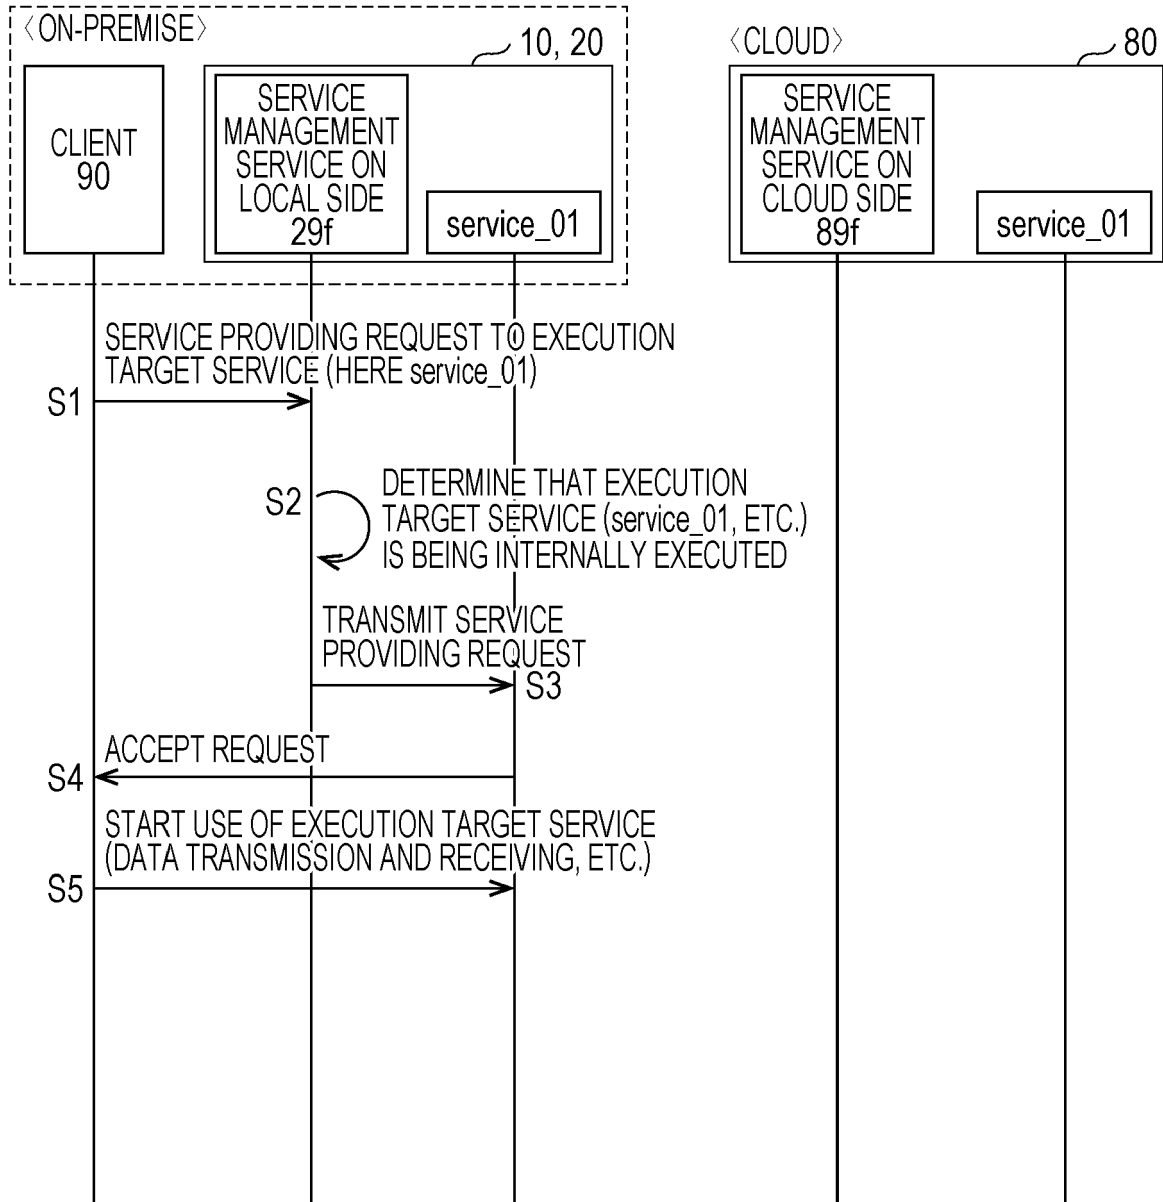 〈ON-PREMISE〉
10, 20
CLIENT
90
SERVICE
MANAGEMENT
SERVICE ON
LOCAL SIDE
29f
service_01
〈CLOUD〉
80
SERVICE
MANAGEMENT
SERVICE ON
CLOUD SIDE
89f
service_01
SERVICE PROVIDING REQUEST TO EXECUTION
TARGET SERVICE (HERE service_01)
S1
S2
DETERMINE THAT EXECUTION
TARGET SERVICE (service_01, ETC.)
IS BEING INTERNALLY EXECUTED
TRANSMIT SERVICE
PROVIDING REQUEST
S3
ACCEPT REQUEST
S4
START USE OF EXECUTION TARGET SERVICE
(DATA TRANSMISSION AND RECEIVING, ETC.)
S5